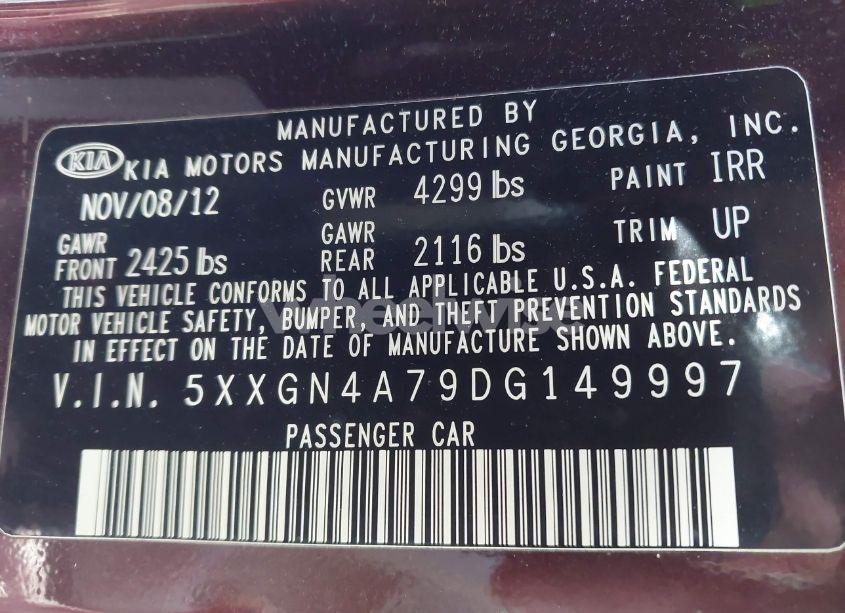 MANUFACTURED BY
KIA KIA MOTORS MANUFACTURING GEORGIA, INC.
NOV/08/12 GVWR 4299 lbs PAINT IRR
GAWR FRONT 2425 lbs GAWR REAR 2116 lbs TRIM UP
THIS VEHICLE CONFORMS TO ALL APPLICABLE U.S.A. FEDERAL
MOTOR VEHICLE SAFETY, BUMPER, AND THEFT PREVENTION STANDARDS
IN EFFECT ON THE DATE OF MANUFACTURE SHOWN ABOVE.
V.I.N. 5XXGN4A79DG149997
PASSENGER CAR